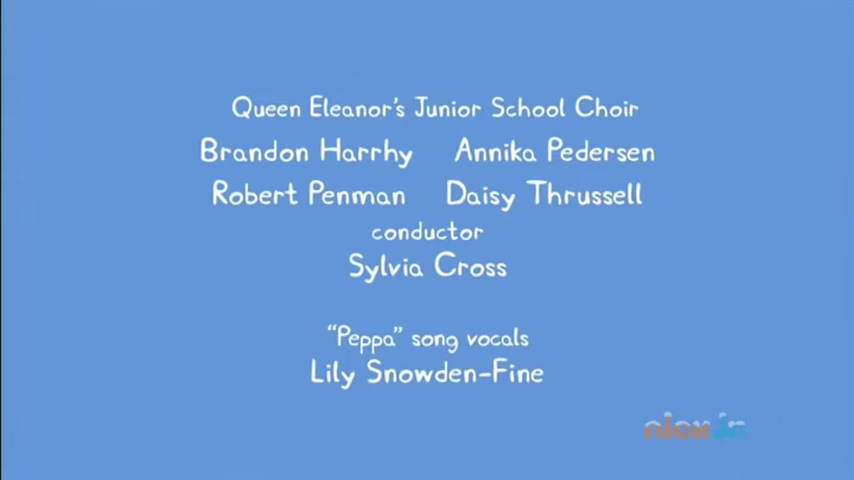 Queen Eleanor's Junior School Choir
Brandon Harrhy Annika Pedersen
Robert Penman Daisy Thrussell
conductor
Sylvia Cross
“Peppa” song vocals
Lily Snowden-Fine
nick jr.